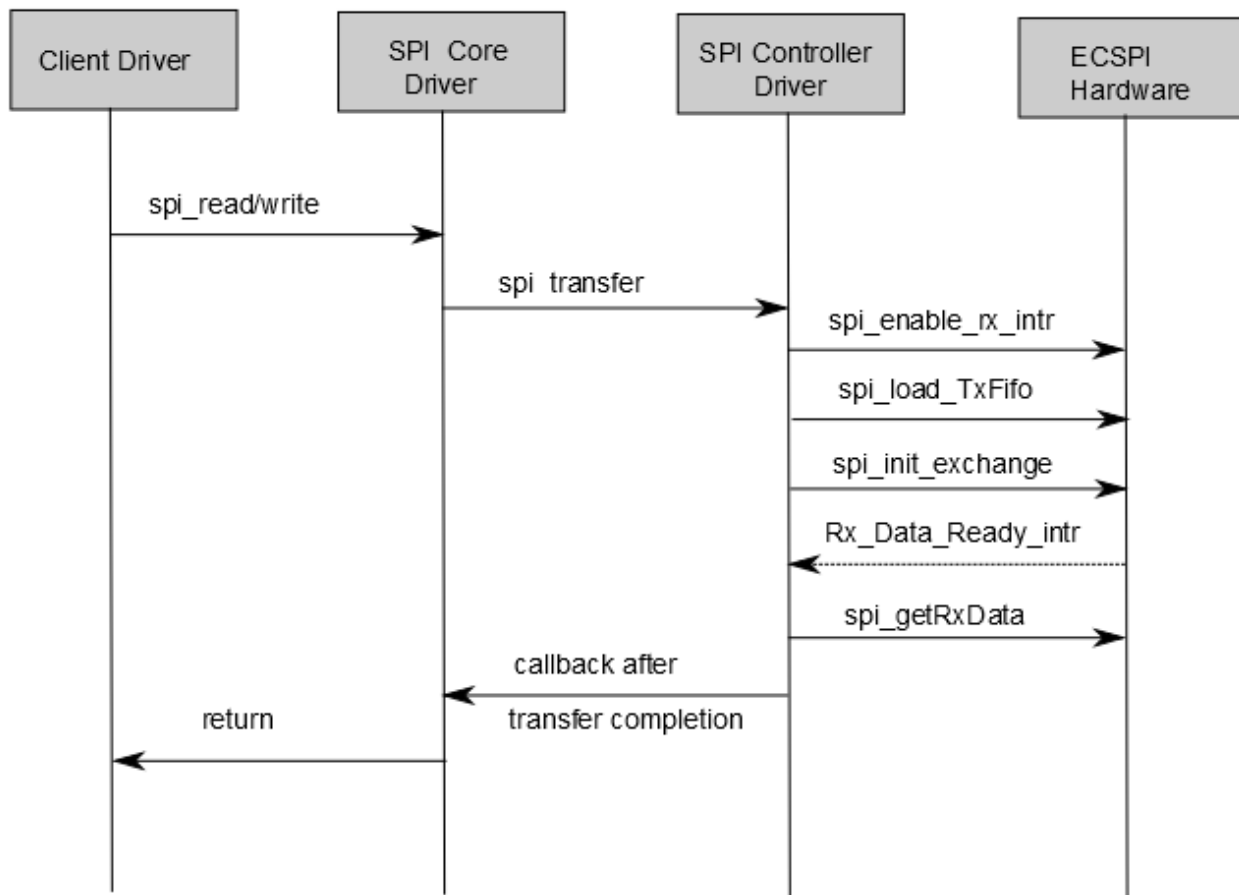 Client Driver
SPI Core
Driver
SPI Controller
Driver
ECSPI
Hardware
spi_read/write
spi transfer
spi_enable_rx_intr
spi_load_TxFifo
spi_init_exchange
Rx_Data_Ready_intr
spi_getRxData
callback after
transfer completion
return